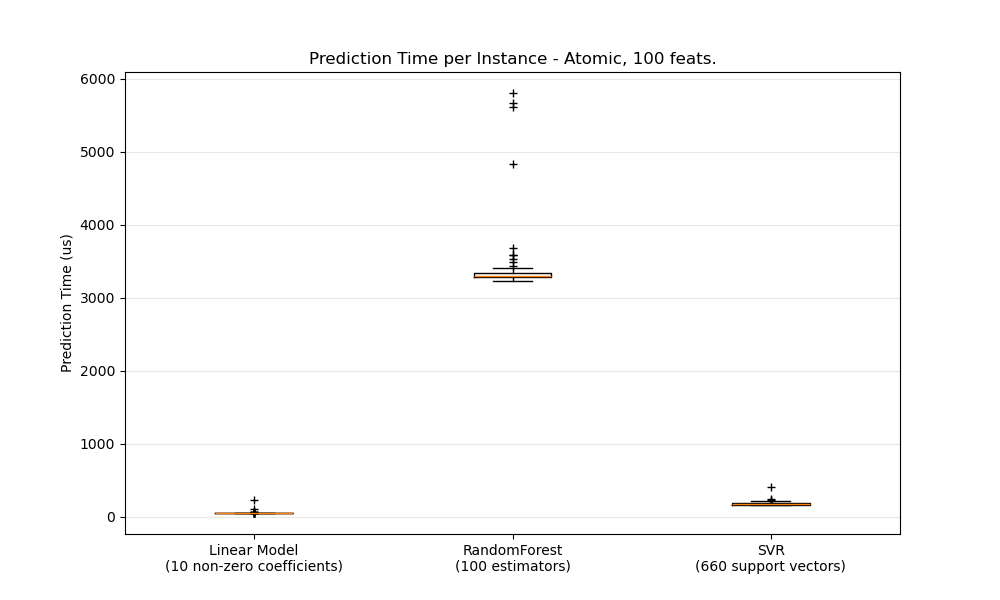 Prediction Time per Instance - Atomic, 100 feats.
Prediction Time (us)
6000
5000
4000
3000
2000
1000
0
Linear Model
(10 non-zero coefficients)
RandomForest
(100 estimators)
SVR
(660 support vectors)